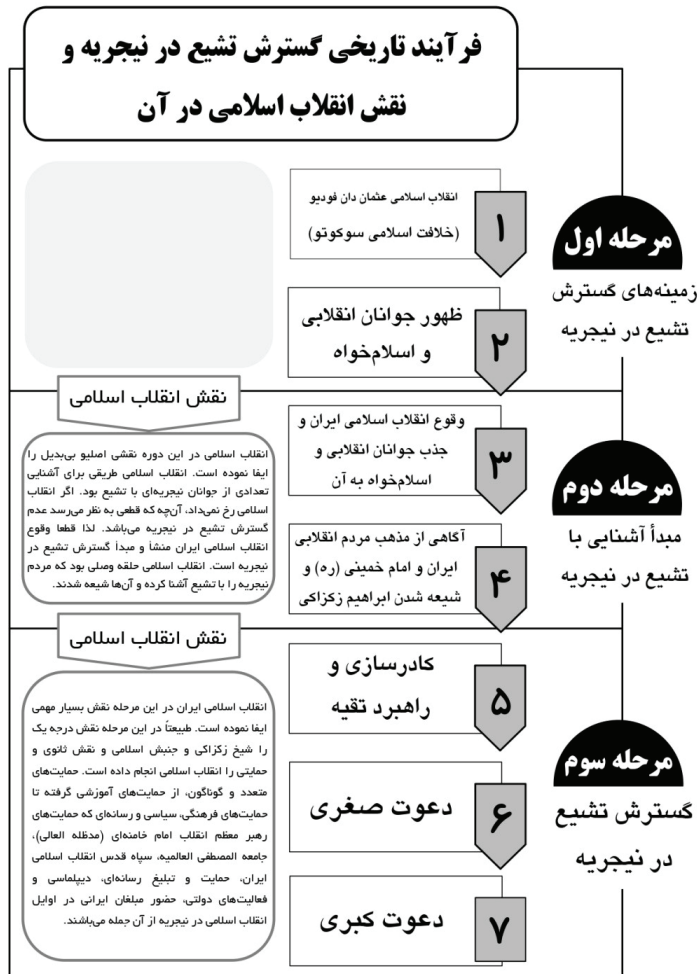 فرآیند تاریخی گسترش تشیع در نیجریه و
نقش انقلاب اسلامی در آن
مرحله اول
زمینه‌های گسترش
تشیع در نیجریه
۱
انقلاب اسلامی عثمان دان فودیو
(خلافت اسلامی سوکوتو)
۲
ظهور جوانان انقلابی
و اسلام‌خواه
مرحله دوم
مبدأ آشنایی با
تشیع در نیجریه
۳
وقوع انقلاب اسلامی ایران و
جذب جوانان انقلابی و
اسلام‌خواه به آن
۴
آگاهی از مذهب مردم انقلابی
ایران و امام خمینی (ره) و
شیعه شدن ابراهیم زکزاکی
نقش انقلاب اسلامی
انقلاب اسلامی در این دوره نقشی اصلیو بی‌بدیل را
ایفا نموده است. انقلاب اسلامی طریقی برای آشنایی
تعدادی از جوانان نیجریه‌ای با تشیع بود. اگر انقلاب
اسلامی رخ نمی‌داد، آن‌چه که قطعی به نظر می‌رسد عدم
گسترش تشیع در نیجریه می‌باشد. لذا قطعا وقوع
انقلاب اسلامی ایران منشأ و مبدأ گسترش تشیع در
نیجریه است. انقلاب اسلامی حلقه وصلی بود که مردم
نیجریه را با تشیع آشنا کرده و آن‌ها شیعه شدند.
مرحله سوم
گسترش تشیع
در نیجریه
۵
کادرسازی و
راهبرد تقیه
۶
دعوت صغری
۷
دعوت کبری
نقش انقلاب اسلامی
انقلاب اسلامی ایران در این مرحله نقش بسیار مهمی
ایفا نموده است. طبیعتاً در این مرحله نقش درجه یک
را شیخ زکزاکی و جنبش اسلامی و نقش ثانوی و
حمایتی را انقلاب اسلامی انجام داده است. حمایت‌های
متعدد و گوناگون، از حمایت‌های آموزشی گرفته تا
حمایت‌های فرهنگی، سیاسی و رسانه‌ای که حمایت‌های
رهبر معظم انقلاب امام خامنه‌ای (مدظله العالی)،
جامعه المصطفی العالمیه، سپاه قدس انقلاب اسلامی
ایران، حمایت و تبلیغ رسانه‌ای، دیپلماسی و
فعالیت‌های دولتی، حضور مبلغان ایرانی در اوایل
انقلاب اسلامی در نیجریه از آن جمله می‌باشند.